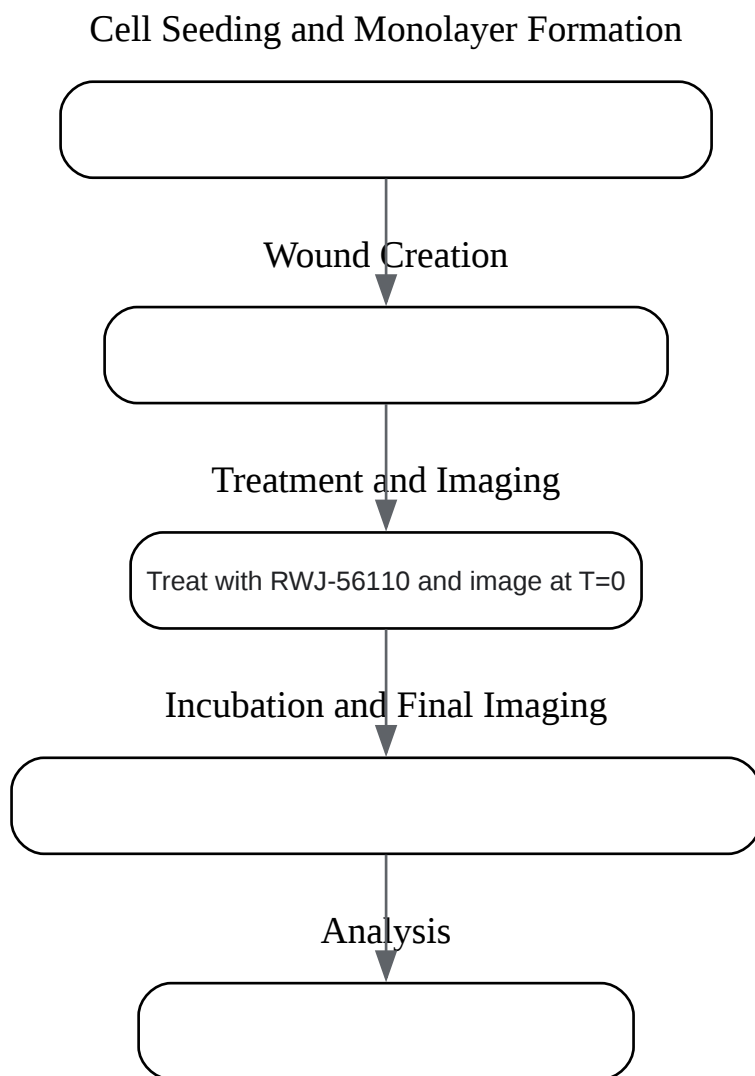 Cell Seeding and Monolayer Formation
Wound Creation
Treatment and Imaging
Treat with RWJ-56110 and image at T=0
Incubation and Final Imaging
Analysis